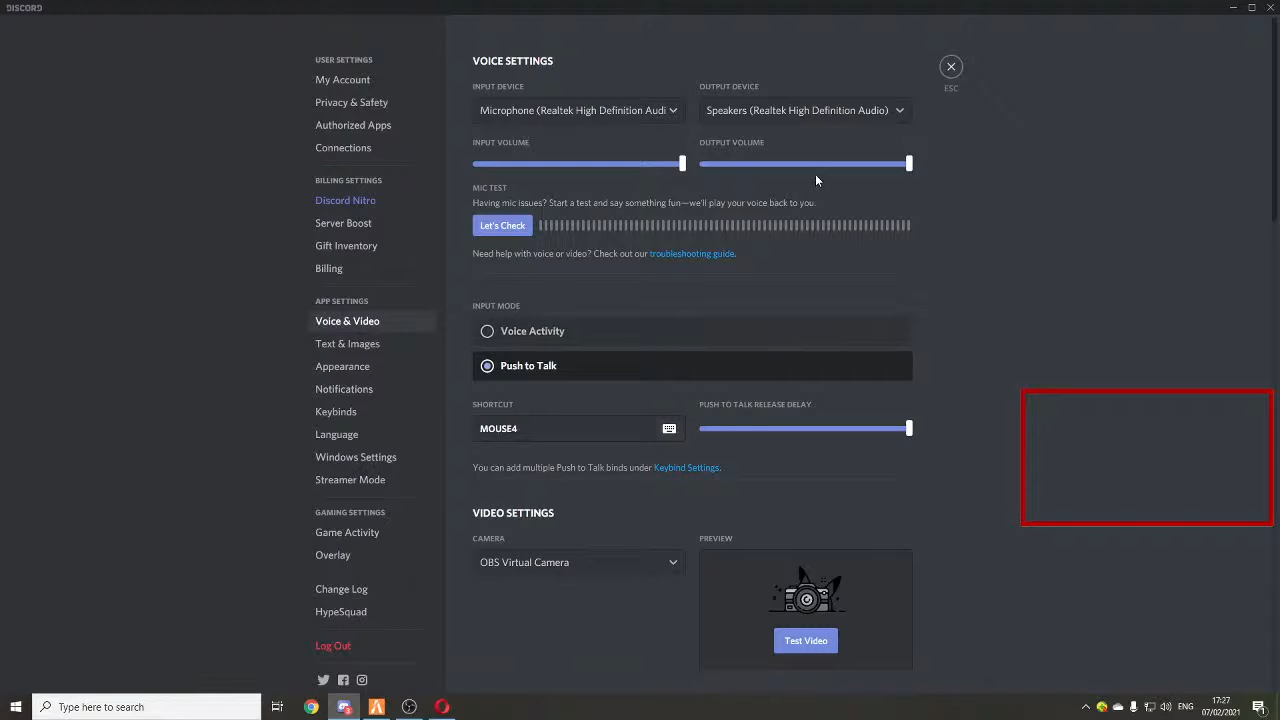 DISCORD
USER SETTINGS
My Account
Privacy & Safety
Authorized Apps
Connections
BILLING SETTINGS
Discord Nitro
Server Boost
Gift Inventory
Billing
APP SETTINGS
Voice & Video
Text & Images
Appearance
Notifications
Keybinds
Language
Windows Settings
Streamer Mode
GAMING SETTINGS
Game Activity
Overlay
Change Log
HypeSquad
Log Out
VOICE SETTINGS
INPUT DEVICE
Microphone (Realtek High Definition Audi
OUTPUT DEVICE
Speakers (Realtek High Definition Audio)
ESC
INPUT VOLUME
OUTPUT VOLUME
MIC TEST
Having mic issues? Start a test and say something fun—we'll play your voice back to you.
Let's Check
Need help with voice or video? Check out our troubleshooting guide.
INPUT MODE
Voice Activity
Push to Talk
SHORTCUT
MOUSE4
PUSH TO TALK RELEASE DELAY
You can add multiple Push to Talk binds under Keybind Settings.
VIDEO SETTINGS
CAMERA
OBS Virtual Camera
PREVIEW
Test Video
Type here to search
ENG
17:27
07/02/2021